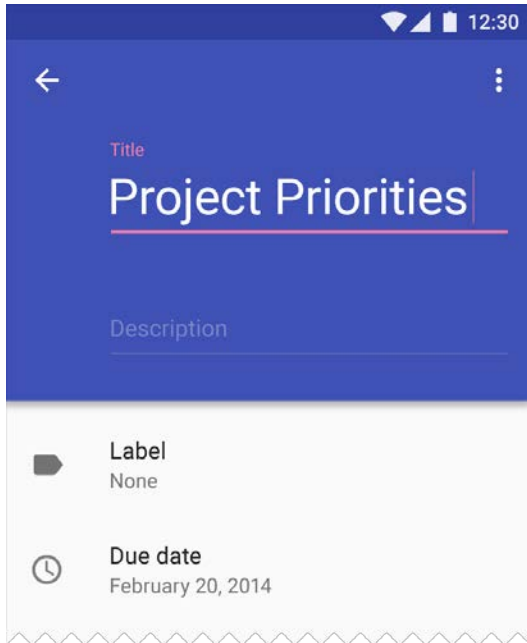 12:30
Title
Project Priorities
Description
Label
None
Due date
February 20, 2014